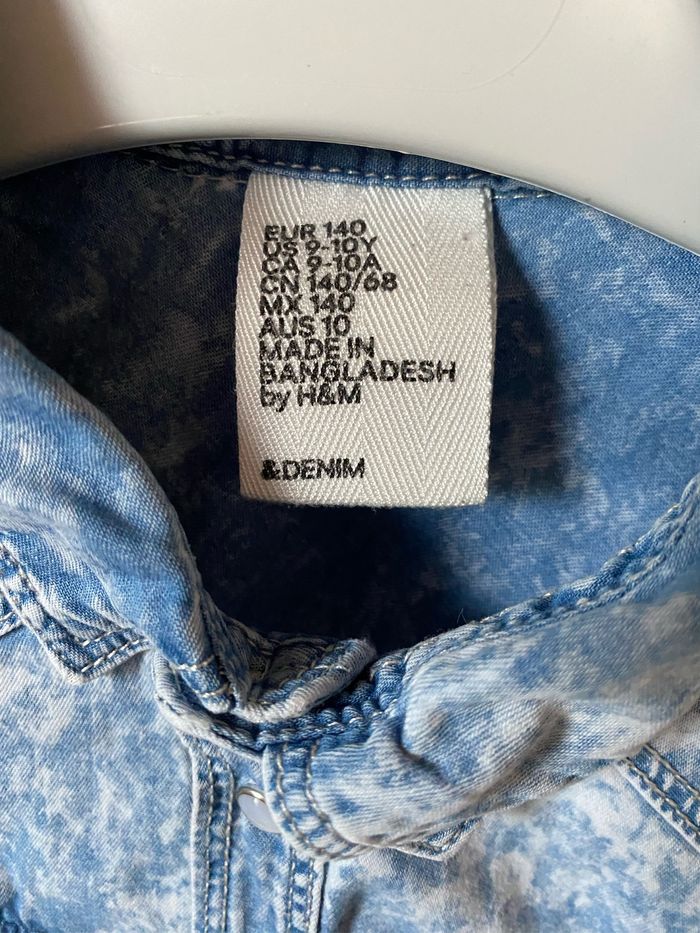 EUR 140
US 9-10Y
CA 9-10A
CN 140/68
MX 140
AUS 10
MADE IN
BANGLADESH
by H&M
&DENIM